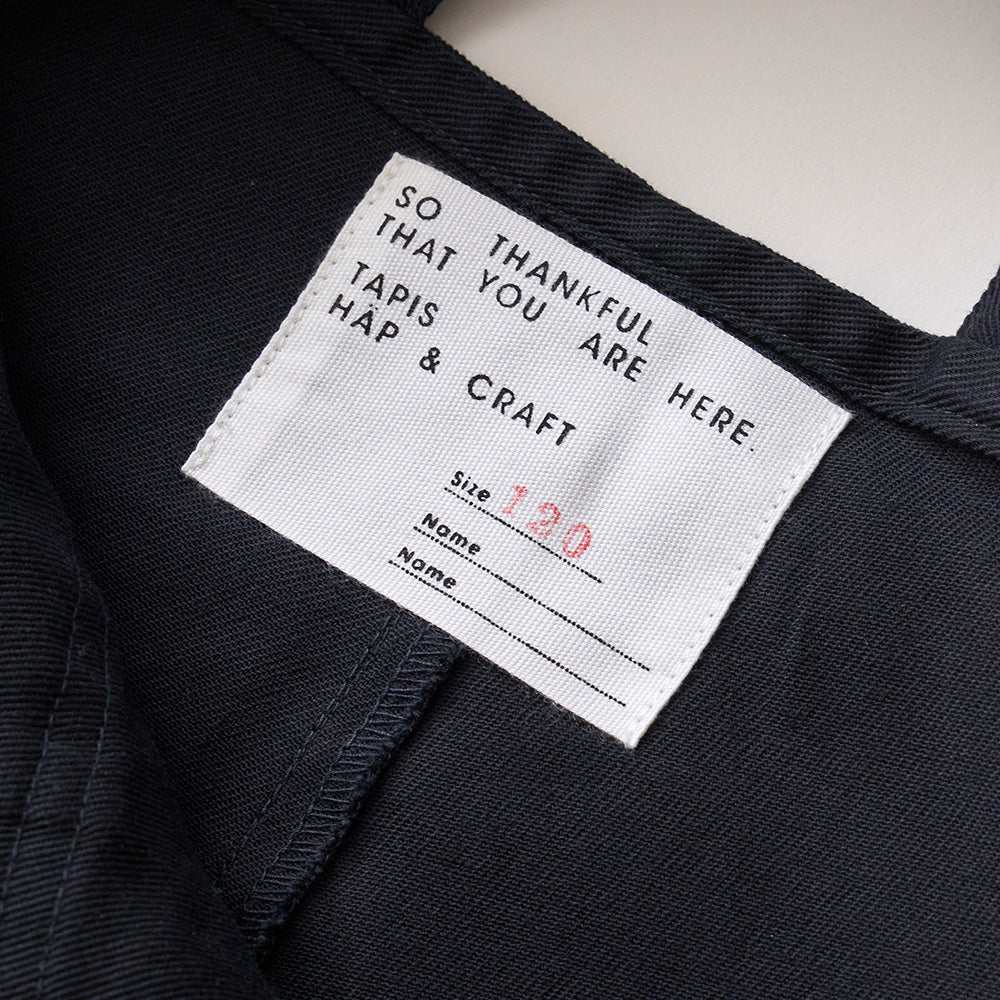 SO THANKFUL
THAT YOU ARE HERE.
TAPIS
HÄP & CRAFT
Size 120
Name
Name